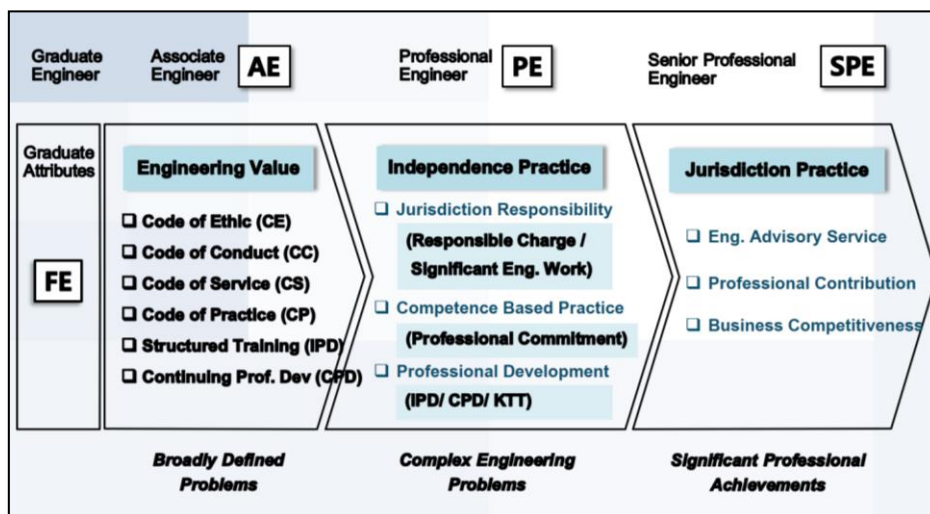 Graduate
Engineer
Associate
Engineer
AE
Professional
Engineer
PE
Senior Professional
Engineer
SPE
Graduate
Attributes
FE
Engineering Value
Code of Ethic (CE)
Code of Conduct (CC)
Code of Service (CS)
Code of Practice (CP)
Structured Training (IPD)
Continuing Prof. Dev (CPD)
Broadly Defined
Problems
Independence Practice
Jurisdiction Responsibility
(Responsible Charge /
Significant Eng. Work)
Competence Based Practice
(Professional Commitment)
Professional Development
(IPD/ CPD/ KTT)
Complex Engineering
Problems
Jurisdiction Practice
Eng. Advisory Service
Professional Contribution
Business Competitiveness
Significant Professional
Achievements